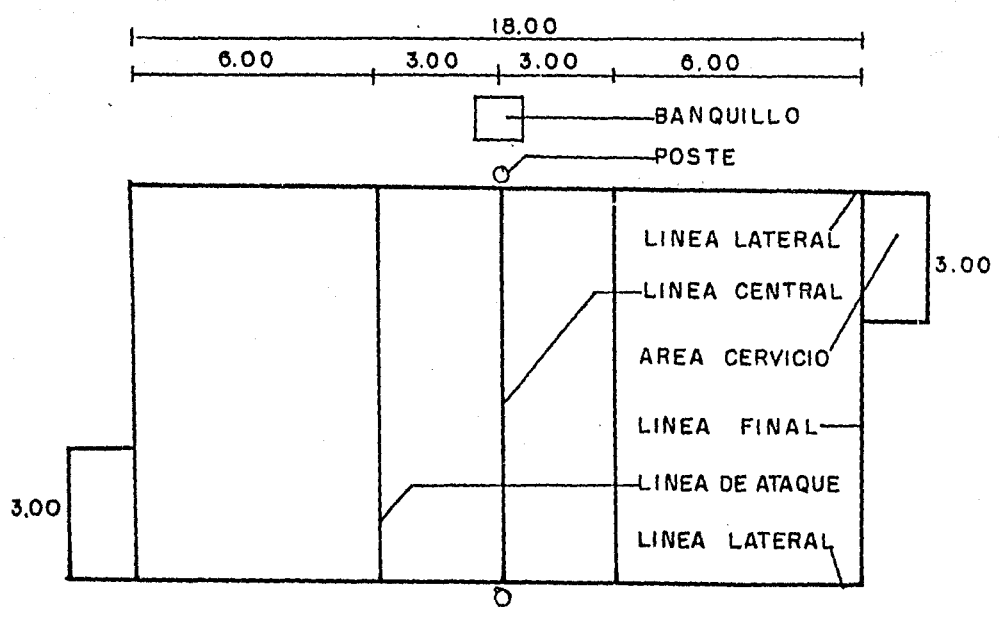 18.00
6.00 3.00 3.00 6.00
BANQUILLO
POSTE
LINEA LATERAL
3.00
LINEA CENTRAL
AREA CERVICIO
LINEA FINAL
LINEA DE ATAQUE
3.00
LINEA LATERAL